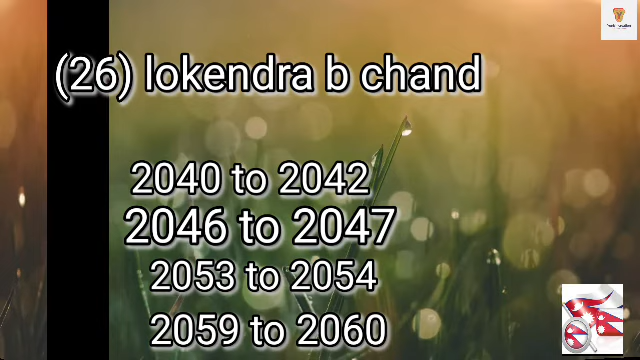 (26) lokendra b chand
2040 to 2042
2046 to 2047
2053 to 2054
2059 to 2060